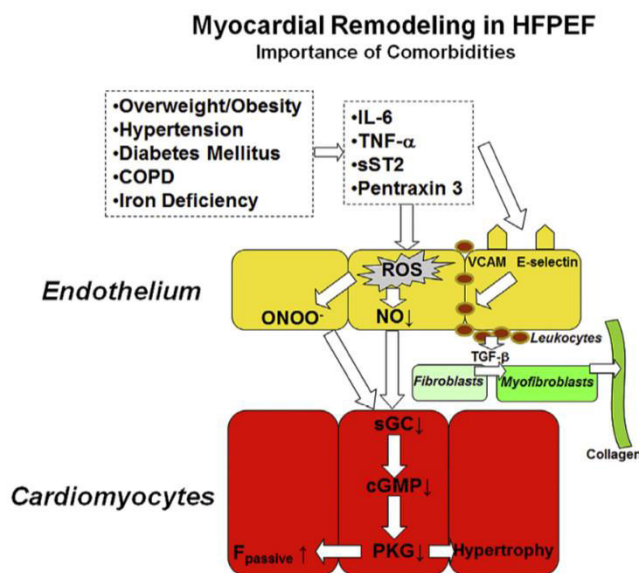 Myocardial Remodeling in HFPEF
Importance of Comorbidities
•Overweight/Obesity
•Hypertension
•Diabetes Mellitus
•COPD
•Iron Deficiency
•IL-6
•TNF-α
•sST2
•Pentraxin 3
VCAM
E-selectin
ROS
Endothelium
ONOO⁻
NO↓
Leukocytes
TGF-β
Fibroblasts
Myofibroblasts
Collagen
sGC↓
cGMP↓
Cardiomyocytes
Fpassive ↑
PKG↓
Hypertrophy